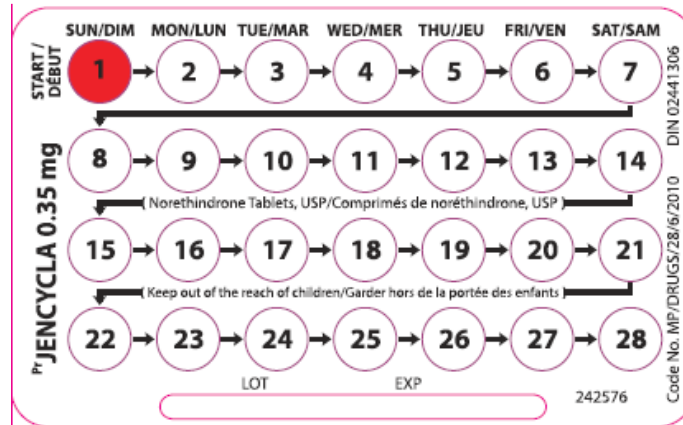 SUN/DIM MON/LUN TUE/MAR WED/MER THU/JEU FRI/VEN SAT/SAM
START /
DÉBUT
1 2 3 4 5 6 7
8 9 10 11 12 13 14
Norethindrone Tablets, USP/Comprimés de noréthindrone, USP
15 16 17 18 19 20 21
Keep out of the reach of children/Garder hors de la portée des enfants
22 23 24 25 26 27 28
LOT EXP
242576
Pr JENCYCLA 0.35 mg
Code No. MP/DRUGS/28/6/2010 DIN 02441306